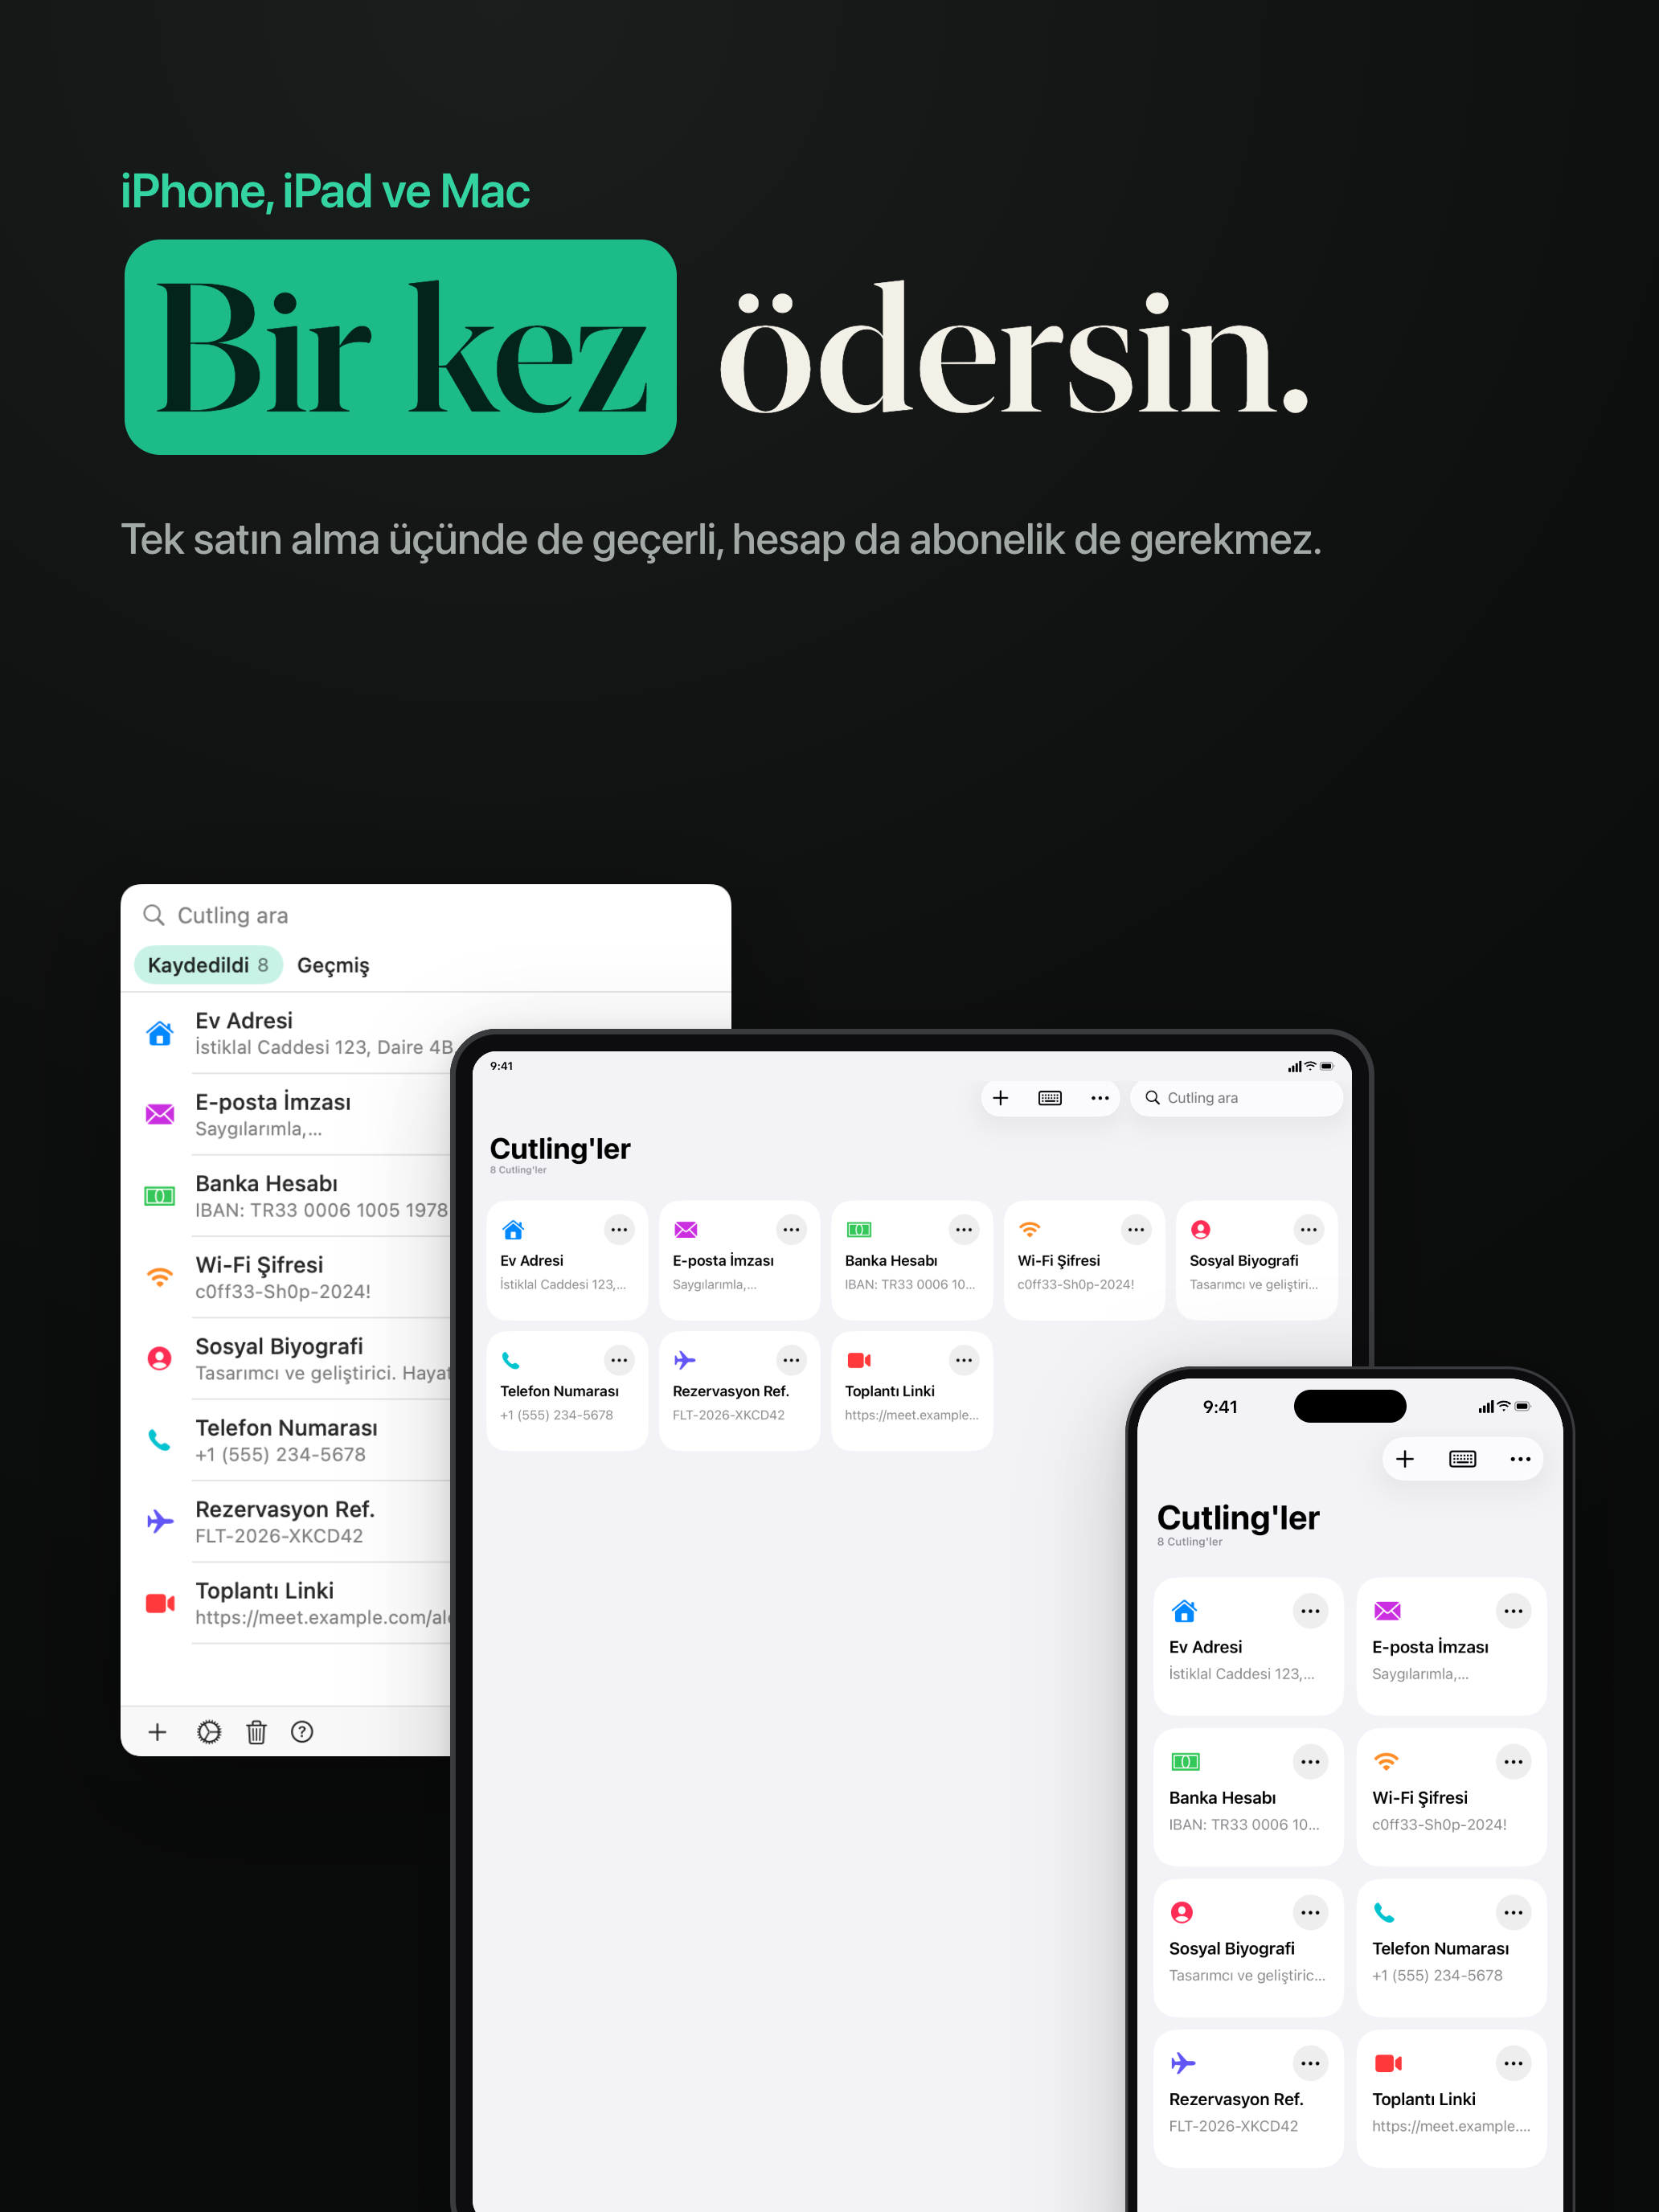 iPhone, iPad ve Mac
Bir kez ödersin.
Tek satın alma üçünde de geçerli, hesap da abonelik de gerekmez.
Cutling ara
Kaydedildi 8 Geçmiş
Ev Adresi
İstiklal Caddesi 123, Daire 4B
E-posta İmzası
Saygılarımla,...
Banka Hesabı
IBAN: TR33 0006 1005 1978
Wi-Fi Şifresi
c0ff33-Sh0p-2024!
Sosyal Biyografi
Tasarımcı ve geliştirici. Hayat
Telefon Numarası
+1 (555) 234-5678
Rezervasyon Ref.
FLT-2026-XKCD42
Toplantı Linki
https://meet.example.com/al
9:41
Cutling ara
Cutling'ler
8 Cutling'ler
Ev Adresi
İstiklal Caddesi 123,...
E-posta İmzası
Saygılarımla,...
Banka Hesabı
IBAN: TR33 0006 10...
Wi-Fi Şifresi
c0ff33-Sh0p-2024!
Sosyal Biyografi
Tasarımcı ve geliştiri...
Telefon Numarası
+1 (555) 234-5678
Rezervasyon Ref.
FLT-2026-XKCD42
Toplantı Linki
https://meet.example...
9:41
Cutling'ler
8 Cutling'ler
Ev Adresi
İstiklal Caddesi 123,...
E-posta İmzası
Saygılarımla,...
Banka Hesabı
IBAN: TR33 0006 10...
Wi-Fi Şifresi
c0ff33-Sh0p-2024!
Sosyal Biyografi
Tasarımcı ve geliştiric...
Telefon Numarası
+1 (555) 234-5678
Rezervasyon Ref.
FLT-2026-XKCD42
Toplantı Linki
https://meet.example....